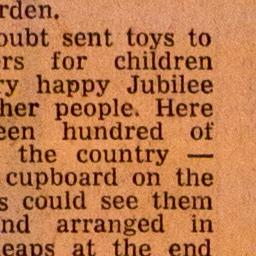 rden.
oubt sent toys to
rs for children
ry happy Jubilee
her people. Here
een hundred of
the country —
cupboard on the
s could see them
nd arranged in
eaps at the end